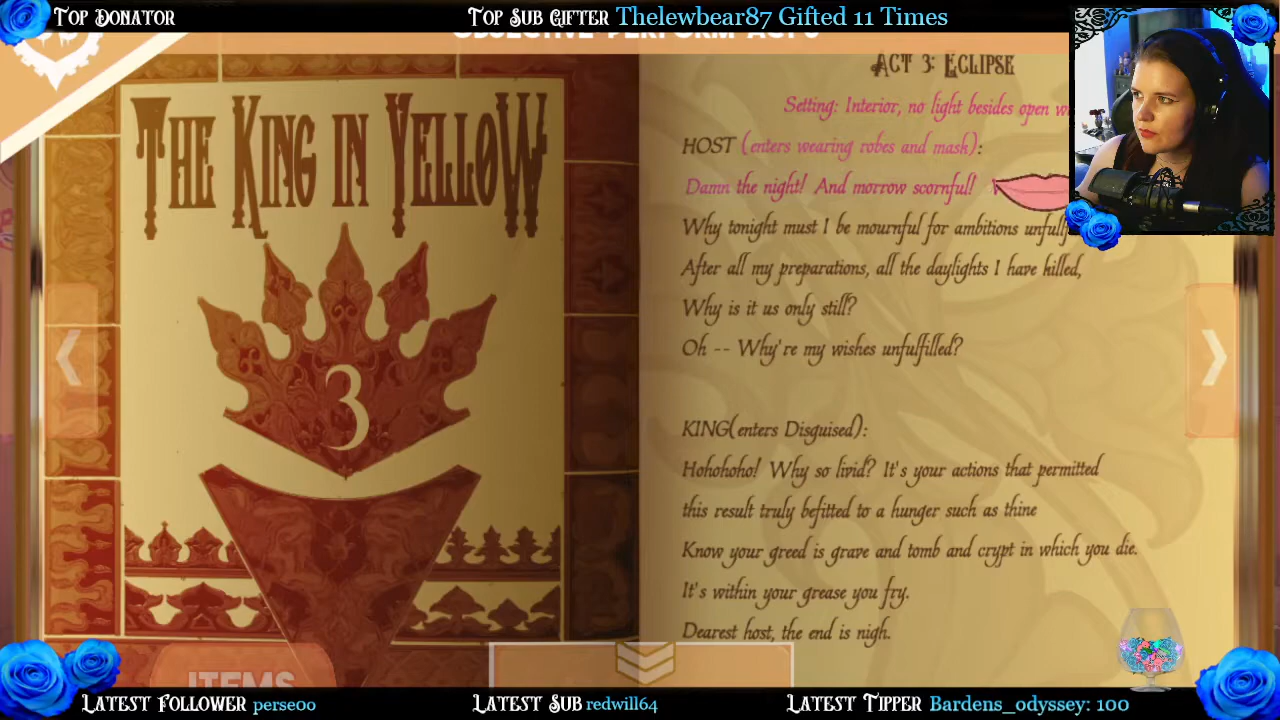 Top Donator
Top Sub Gifter Thelewbear87 Gifted 11 Times
Act 3: Eclipse
Setting: Interior, no light besides open
HOST (enters wearing robes and mask):
Damn the night! And morrow scornful!
Why tonight must I be mournful for ambitions
After all my preparations, all the daylights I have killed,
Why is it us only still?
Oh -- Why're my wishes unfulfilled?
KING(enters Disguised):
Hohohoho! Why so livid? It's your actions that permitted
this result truly befitted to a hunger such as thine
Know your greed is grave and tomb and crypt in which you die.
It's within your grease you fry.
Dearest host, the end is nigh.
The King in Yellow
3
ITEMS
Latest Follower perseoo
Latest Sub redwill64
Latest Tipper Bardens_odyssey: 100